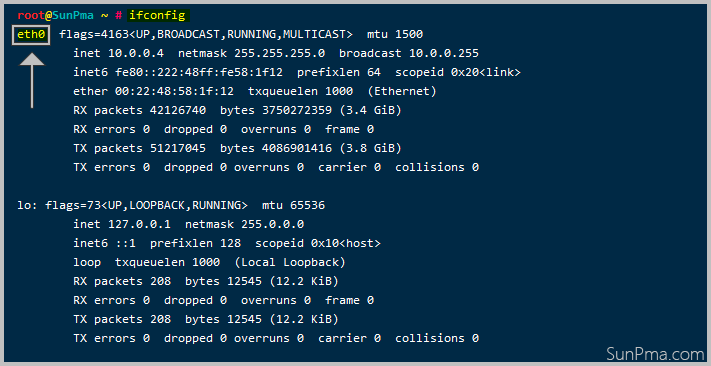 root@SunPma ~ # ifconfig
eth0 flags=4163<UP,BROADCAST,RUNNING,MULTICAST> mtu 1500
inet 10.0.0.4 netmask 255.255.255.0 broadcast 10.0.0.255
inet6 fe80::222:48ff:fe58:1f12 prefixlen 64 scopeid 0x20<link>
ether 00:22:48:58:1f:12 txqueuelen 1000 (Ethernet)
RX packets 42126740 bytes 3750272359 (3.4 GiB)
RX errors 0 dropped 0 overruns 0 frame 0
TX packets 51217045 bytes 4086901416 (3.8 GiB)
TX errors 0 dropped 0 overruns 0 carrier 0 collisions 0
lo: flags=73<UP,LOOPBACK,RUNNING> mtu 65536
inet 127.0.0.1 netmask 255.0.0.0
inet6 ::1 prefixlen 128 scopeid 0x10<host>
loop txqueuelen 1000 (Local Loopback)
RX packets 208 bytes 12545 (12.2 KiB)
RX errors 0 dropped 0 overruns 0 frame 0
TX packets 208 bytes 12545 (12.2 KiB)
TX errors 0 dropped 0 overruns 0 carrier 0 collisions 0
SunPma.com